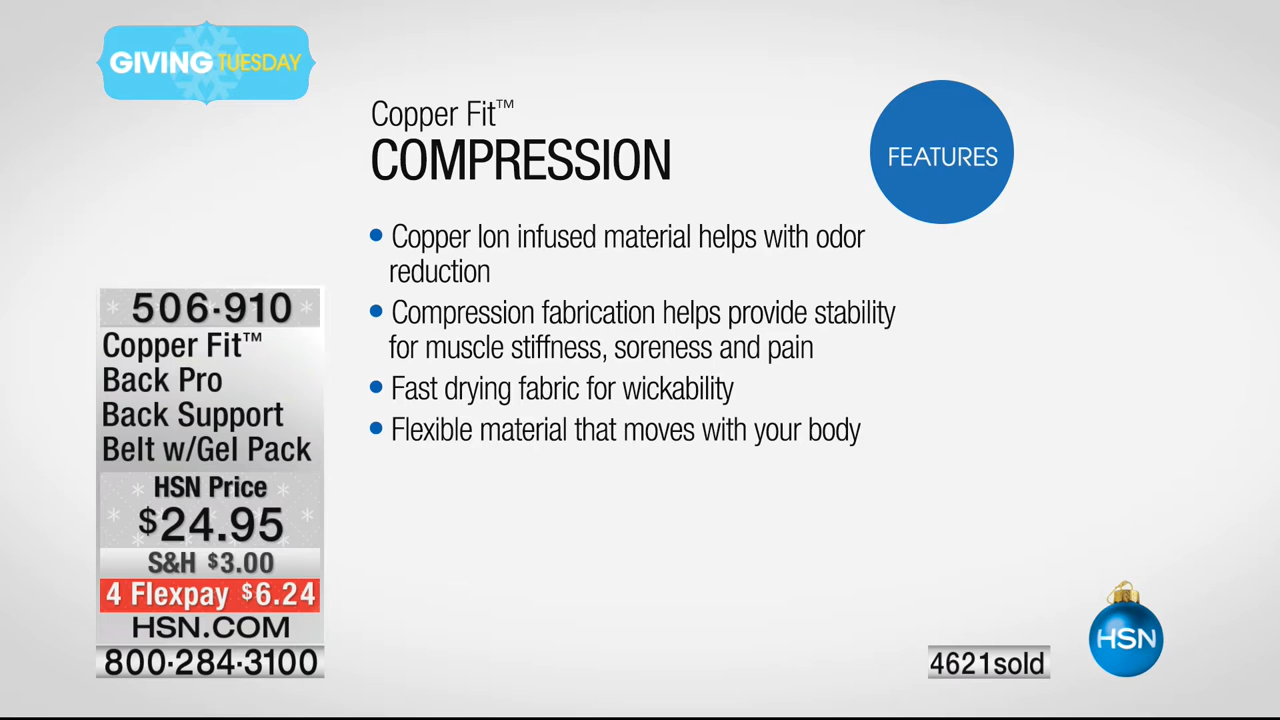 GIVING TUESDAY
Copper Fit™
COMPRESSION
FEATURES
• Copper Ion infused material helps with odor
reduction
• Compression fabrication helps provide stability
for muscle stiffness, soreness and pain
• Fast drying fabric for wickability
• Flexible material that moves with your body
506-910
Copper Fit™
Back Pro
Back Support
Belt w/Gel Pack
HSN Price
$24.95
S&H $3.00
4 Flexpay $6.24
HSN.COM
800-284-3100
4621sold
HSN